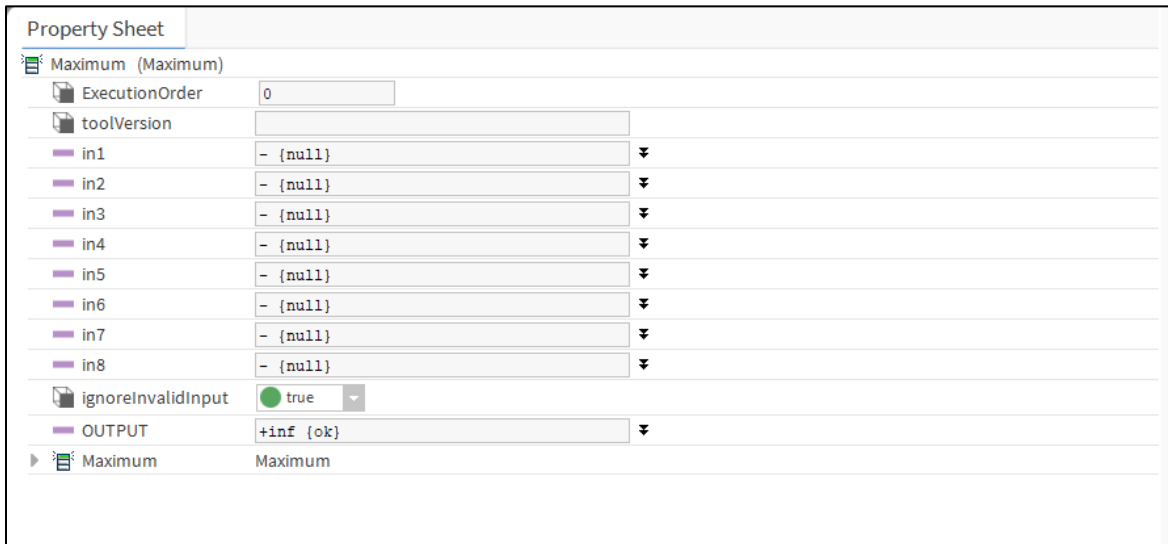 Property Sheet
Maximum (Maximum)
ExecutionOrder 0
toolVersion
in1 - {null}
in2 - {null}
in3 - {null}
in4 - {null}
in5 - {null}
in6 - {null}
in7 - {null}
in8 - {null}
ignoreInvalidInput true
OUTPUT +inf {ok}
Maximum Maximum